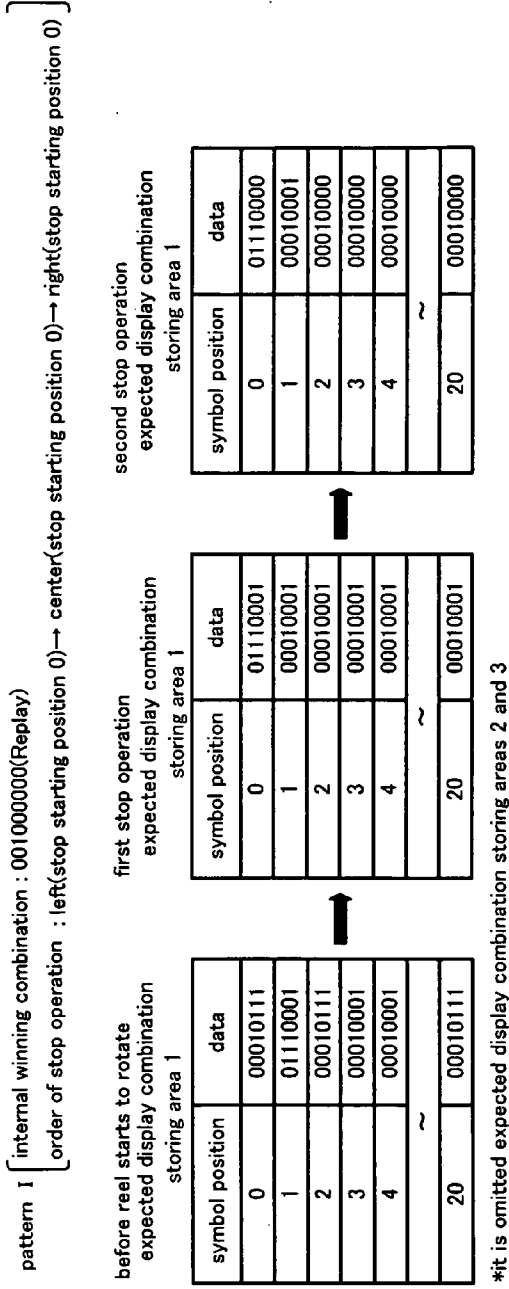 pattern I internal winning combination : 001000000(Replay)
order of stop operation : left(stop starting position 0)→ center(stop starting position 0)→ right(stop starting position 0)
before reel starts to rotate
expected display combination
storing area 1
symbol position data
0 00010111
1 01110001
2 00010111
3 00010001
4 00010001
~
20 00010111
first stop operation
expected display combination
storing area 1
symbol position data
0 01110001
1 00010001
2 00010001
3 00010001
4 00010001
~
20 00010001
second stop operation
expected display combination
storing area 1
symbol position data
0 01110000
1 00010001
2 00010000
3 00010000
4 00010000
~
20 00010000
*it is omitted expected display combination storing areas 2 and 3